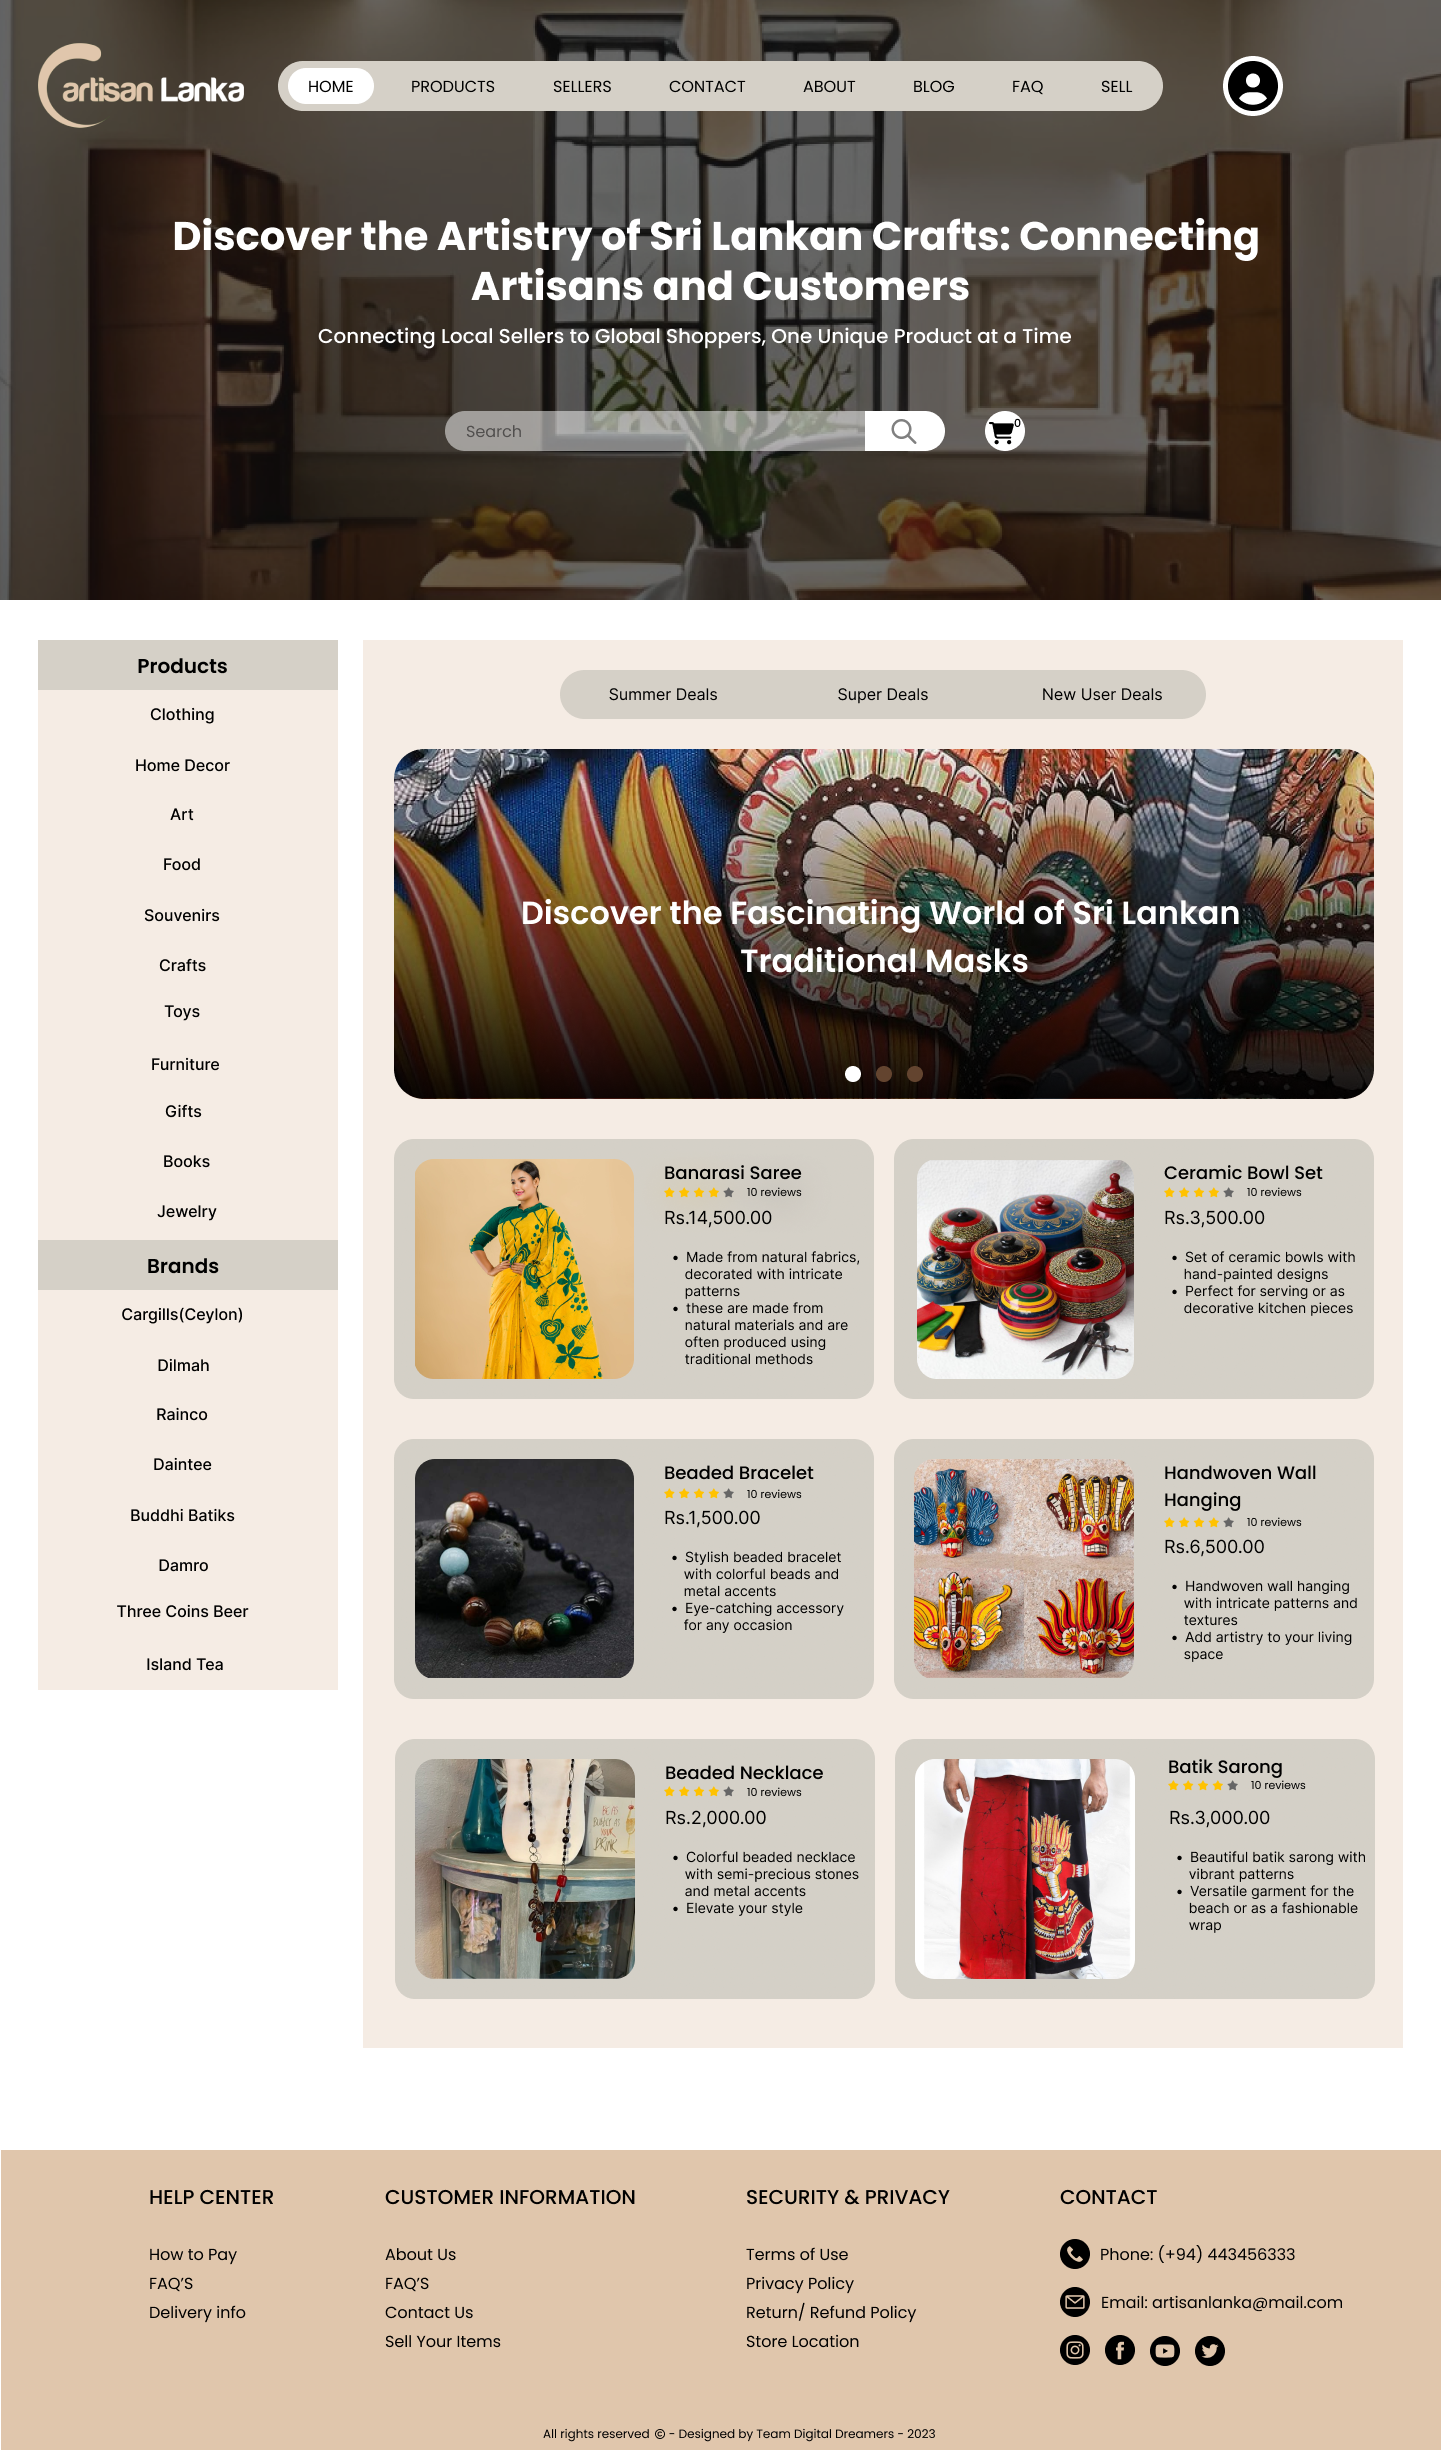 artisan Lanka
HOME
PRODUCTS
SELLERS
CONTACT
ABOUT
BLOG
FAQ
SELL
Discover the Artistry of Sri Lankan Crafts: Connecting
Artisans and Customers
Connecting Local Sellers to Global Shoppers, One Unique Product at a Time
Search
0
Products
Clothing
Home Decor
Art
Food
Souvenirs
Crafts
Toys
Furniture
Gifts
Books
Jewelry
Brands
Cargills(Ceylon)
Dilmah
Rainco
Daintee
Buddhi Batiks
Damro
Three Coins Beer
Island Tea
Summer Deals
Super Deals
New User Deals
Discover the Fascinating World of Sri Lankan
Traditional Masks
Banarasi Saree
10 reviews
Rs.14,500.00
• Made from natural fabrics,
decorated with intricate
patterns
• these are made from
natural materials and are
often produced using
traditional methods
Ceramic Bowl Set
10 reviews
Rs.3,500.00
• Set of ceramic bowls with
hand-painted designs
• Perfect for serving or as
decorative kitchen pieces
Beaded Bracelet
10 reviews
Rs.1,500.00
• Stylish beaded bracelet
with colorful beads and
metal accents
• Eye-catching accessory
for any occasion
Handwoven Wall
Hanging
10 reviews
Rs.6,500.00
• Handwoven wall hanging
with intricate patterns and
textures
• Add artistry to your living
space
Beaded Necklace
10 reviews
Rs.2,000.00
• Colorful beaded necklace
with semi-precious stones
and metal accents
• Elevate your style
Batik Sarong
10 reviews
Rs.3,000.00
• Beautiful batik sarong with
vibrant patterns
• Versatile garment for the
beach or as a fashionable
wrap
HELP CENTER
How to Pay
FAQ'S
Delivery info
CUSTOMER INFORMATION
About Us
FAQ'S
Contact Us
Sell Your Items
SECURITY & PRIVACY
Terms of Use
Privacy Policy
Return/ Refund Policy
Store Location
CONTACT
Phone: (+94) 443456333
Email: artisanlanka@mail.com
All rights reserved © - Designed by Team Digital Dreamers - 2023